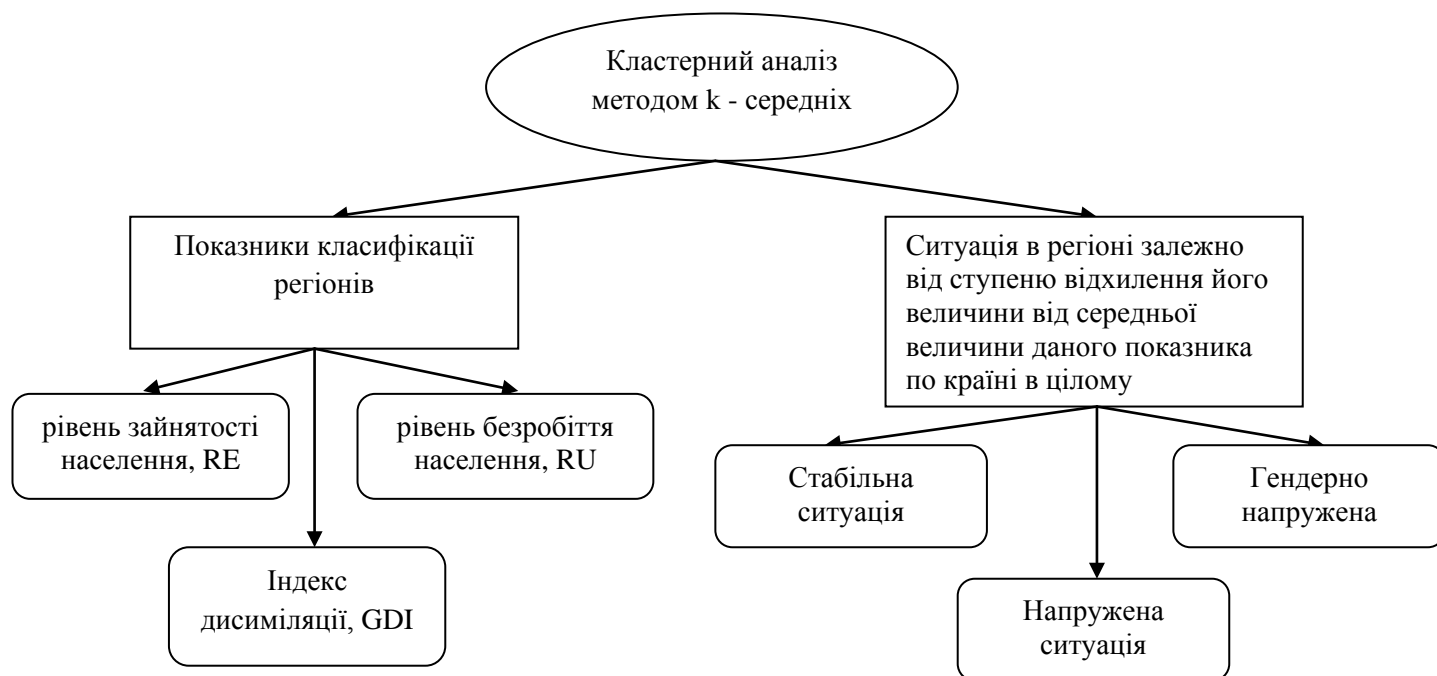 Кластерний аналіз
методом k - середніх
Показники класифікації
регіонів
Ситуація в регіоні залежно
від ступеню відхилення його
величини від середньої
величини даного показника
по країні в цілому
рівень зайнятості
населення, RE
рівень безробіття
населення, RU
Індекс
дисиміляції, GDI
Стабільна
ситуація
Гендерно
напружена
Напружена
ситуація